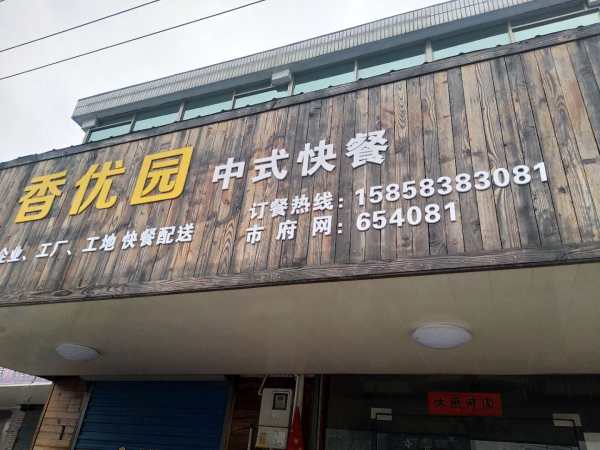 香优园 中式快餐
企业、工厂、工地 快餐配送
订餐热线：15858383081
市府网：654081